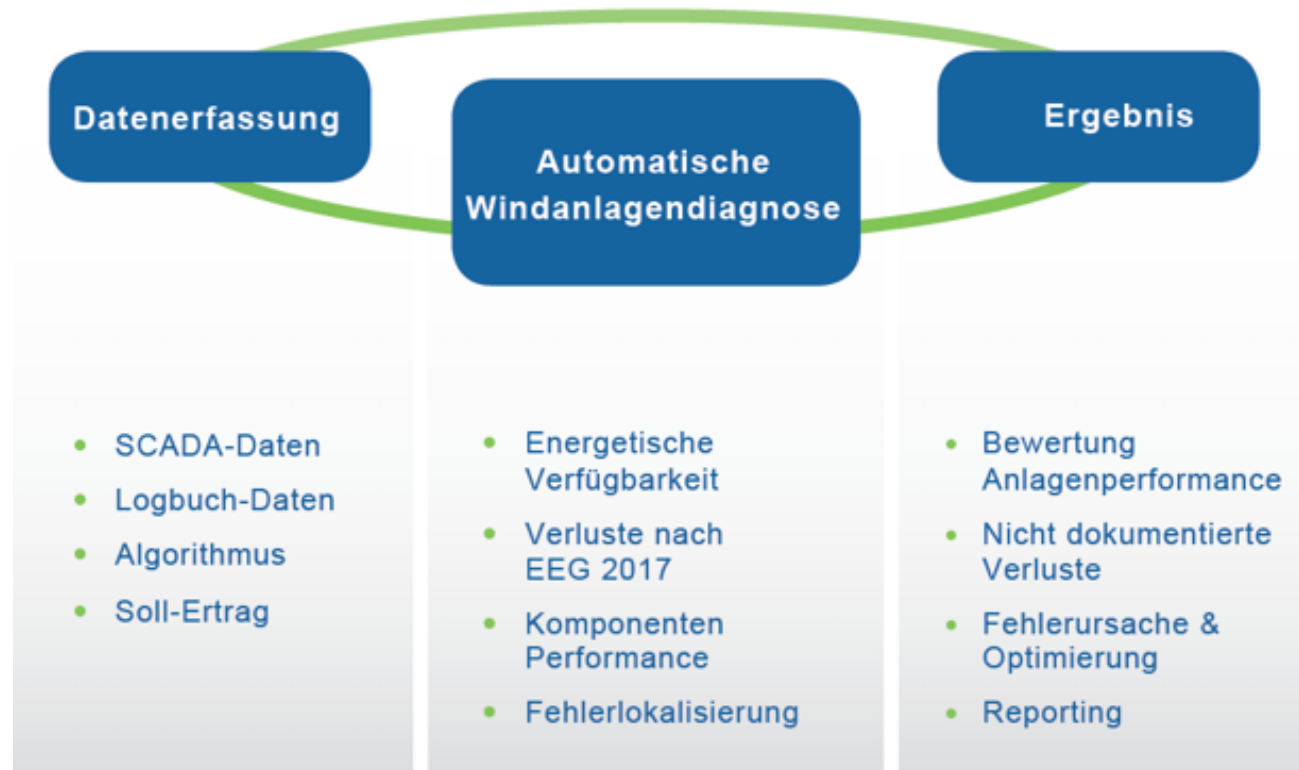 Datenerfassung
Automatische
Windanlagendiagnose
Ergebnis
SCADA-Daten
Logbuch-Daten
Algorithmus
Soll-Ertrag
Energetische
Verfügbarkeit
Verluste nach
EEG 2017
Komponenten
Performance
Fehlerlokalisierung
Bewertung
Anlagenperformance
Nicht dokumentierte
Verluste
Fehlerursache &
Optimierung
Reporting